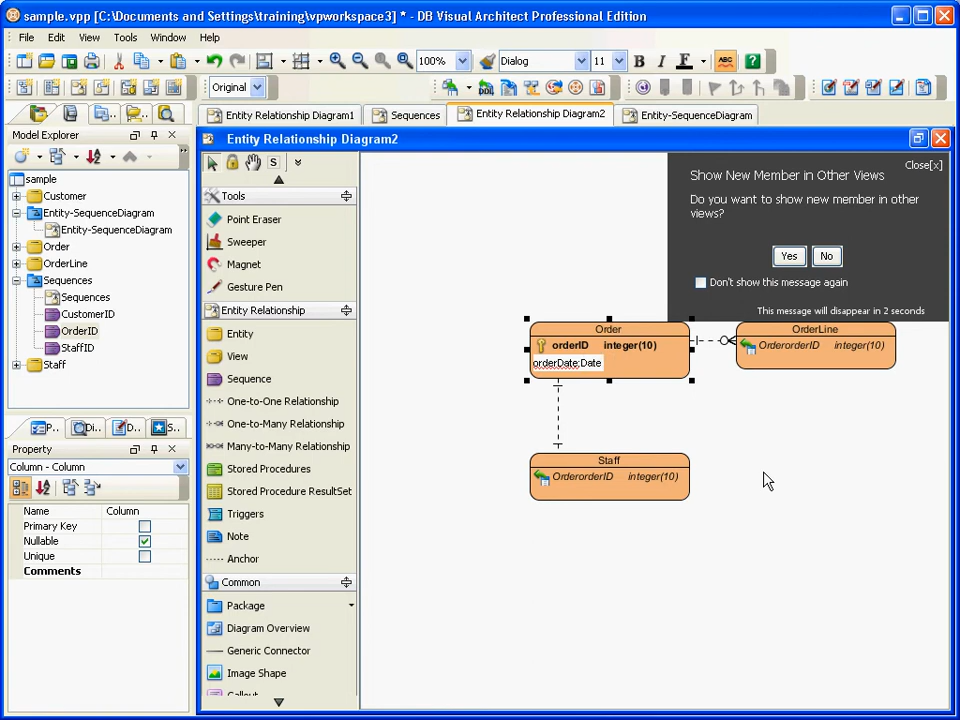 sample.vpp [C:\Documents and Settings\training\vpworkspace3] * - DB Visual Architect Professional Edition
File Edit View Tools Window Help
100% Dialog 11 B I F ABC ?
Original
Entity Relationship Diagram1 Sequences Entity Relationship Diagram2 Entity-SequenceDiagram
Model Explorer
sample
Customer
Entity-SequenceDiagram
Entity-SequenceDiagram
Order
OrderLine
Sequences
Sequences
CustomerID
OrderID
StaffID
Staff
P.. Di.. D.. S..
Property
Column - Column
Name Column
Primary Key
Nullable
Unique
Comments
Entity Relationship Diagram2
S
Tools
Point Eraser
Sweeper
Magnet
Gesture Pen
Entity Relationship
Entity
View
Sequence
One-to-One Relationship
One-to-Many Relationship
Many-to-Many Relationship
Stored Procedures
Stored Procedure ResultSet
Triggers
Note
Anchor
Common
Package
Diagram Overview
Generic Connector
Image Shape
Callout
Close[x]
Show New Member in Other Views
Do you want to show new member in other
views?
Yes No
Don't show this message again
This message will disappear in 2 seconds
Order
orderID integer(10)
orderDate:Date
OrderLine
OrderorderID integer(10)
Staff
OrderorderID integer(10)